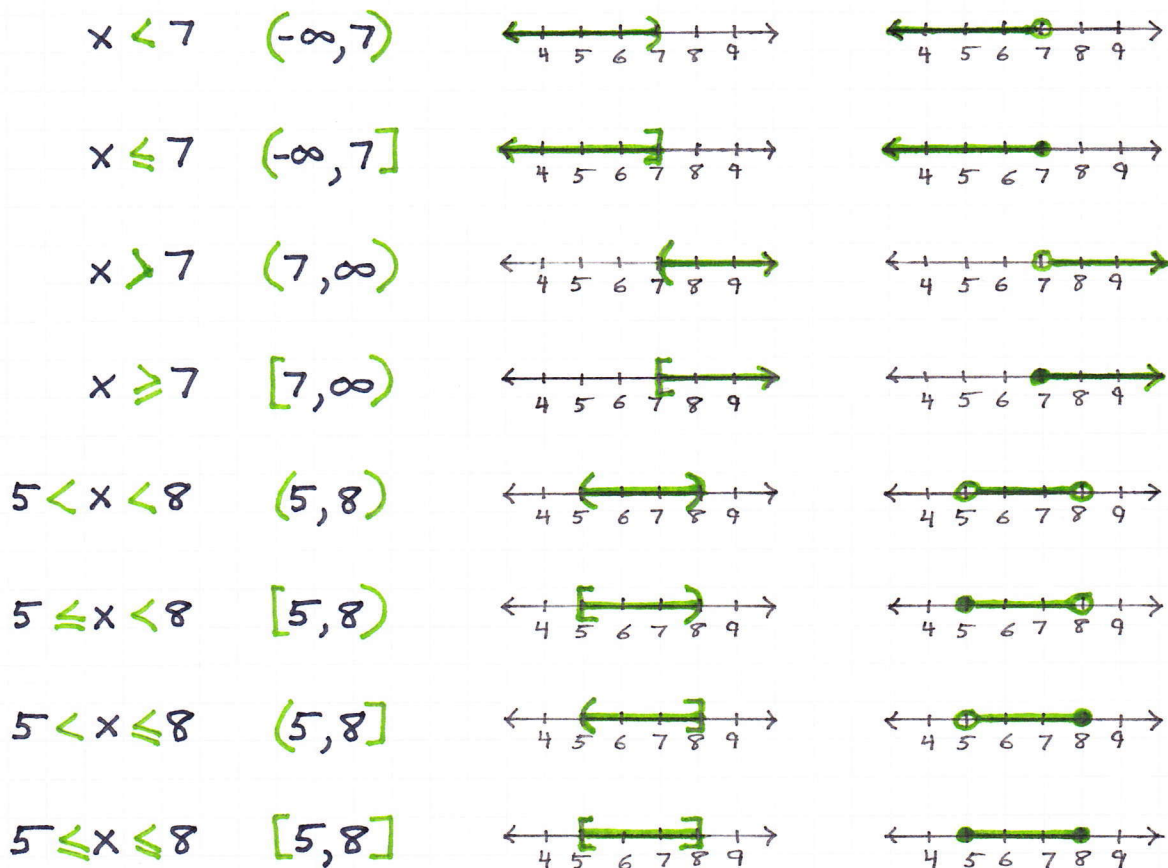 x < 7 (-∞, 7) 4 5 6 7 8 9 4 5 6 7 8 9
x ≤ 7 (-∞, 7] 4 5 6 7 8 9 4 5 6 7 8 9
x > 7 (7, ∞) 4 5 6 7 8 9 4 5 6 7 8 9
x ≥ 7 [7, ∞) 4 5 6 7 8 9 4 5 6 7 8 9
5 < x < 8 (5, 8) 4 5 6 7 8 9 4 5 6 7 8 9
5 ≤ x < 8 [5, 8) 4 5 6 7 8 9 4 5 6 7 8 9
5 < x ≤ 8 (5, 8] 4 5 6 7 8 9 4 5 6 7 8 9
5 ≤ x ≤ 8 [5, 8] 4 5 6 7 8 9 4 5 6 7 8 9